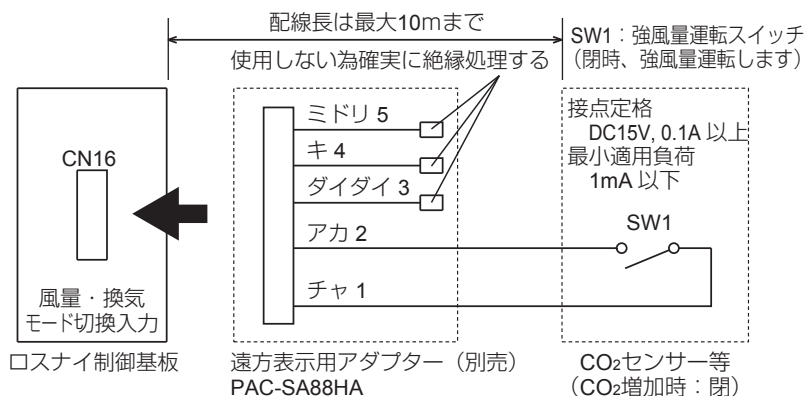 配線長は最大10mまで
SW1：強風量運転スイッチ
（閉時、強風量運転します）
使用しない為確実に絶縁処理する
CN16
風量・換気
モード切換入力
ロスナイ制御基板
ミドリ 5
キ 4
ダイダイ 3
アカ 2
チャ 1
遠方表示用アダプター（別売）
PAC-SA88HA
接点定格
DC15V, 0.1A 以上
最小適用負荷
1mA 以下
SW1
CO₂センサー等
（CO₂増加時：閉）